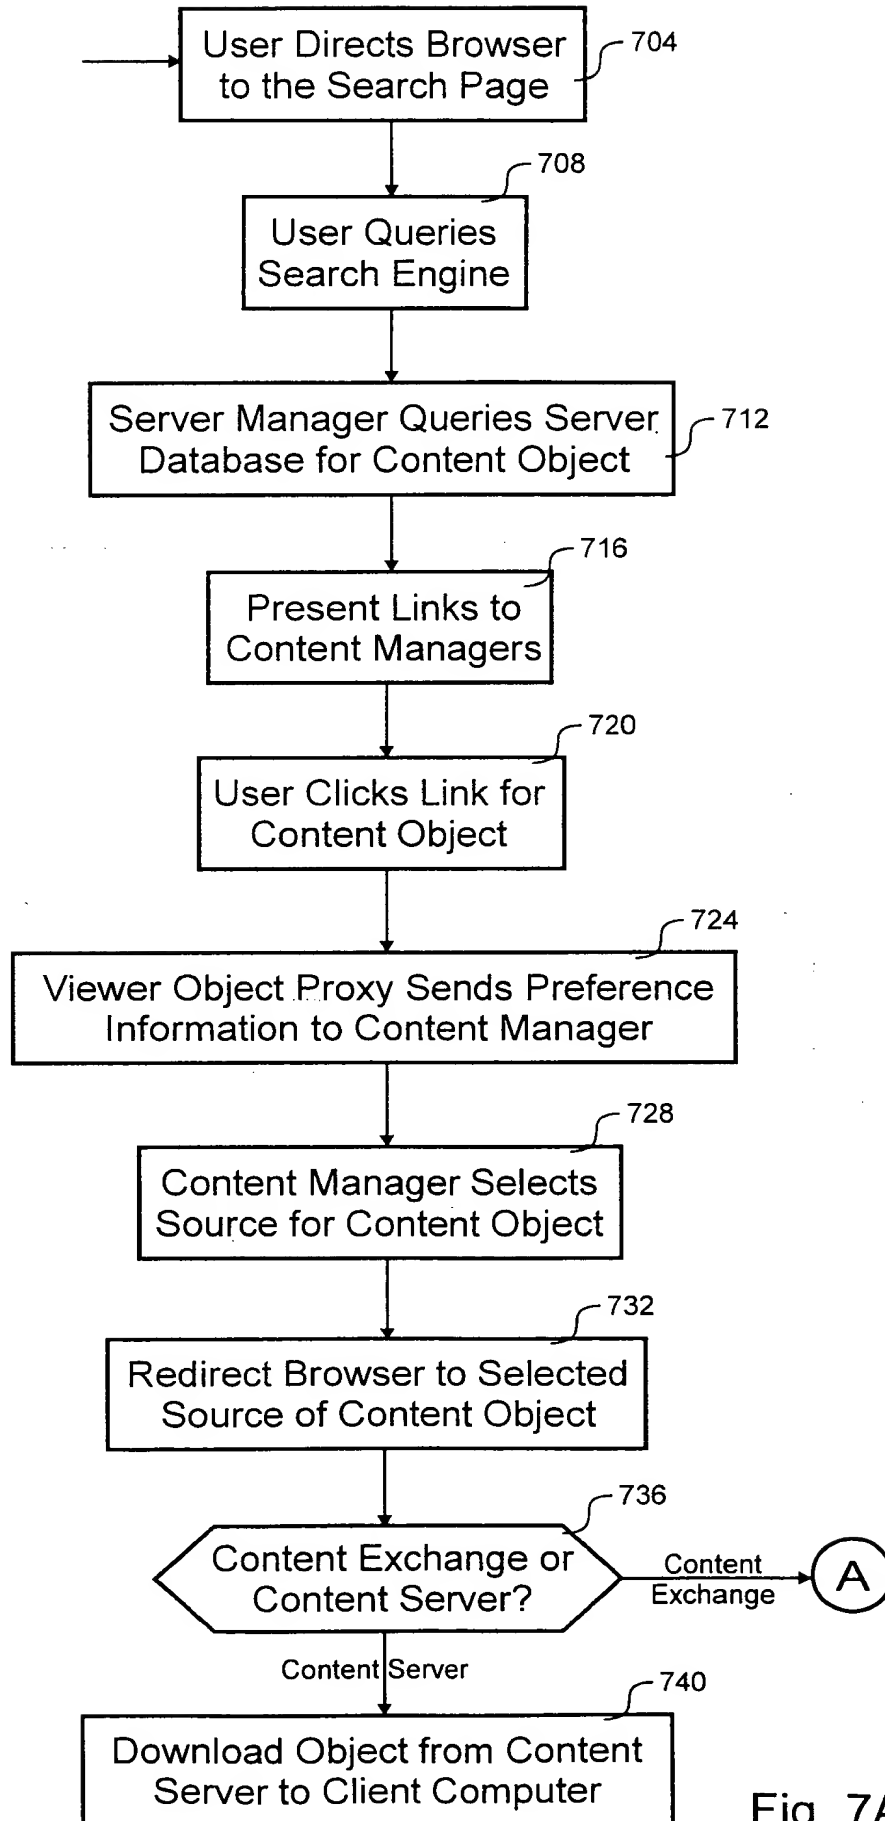 User Directs Browser
to the Search Page
704
708
User Queries
Search Engine
Server Manager Queries Server
Database for Content Object
712
716
Present Links to
Content Managers
720
User Clicks Link for
Content Object
724
Viewer Object Proxy Sends Preference
Information to Content Manager
728
Content Manager Selects
Source for Content Object
732
Redirect Browser to Selected
Source of Content Object
736
Content Exchange or
Content Server?
Content
Exchange
A
Content Server
740
Download Object from Content
Server to Client Computer
Fig. 7A